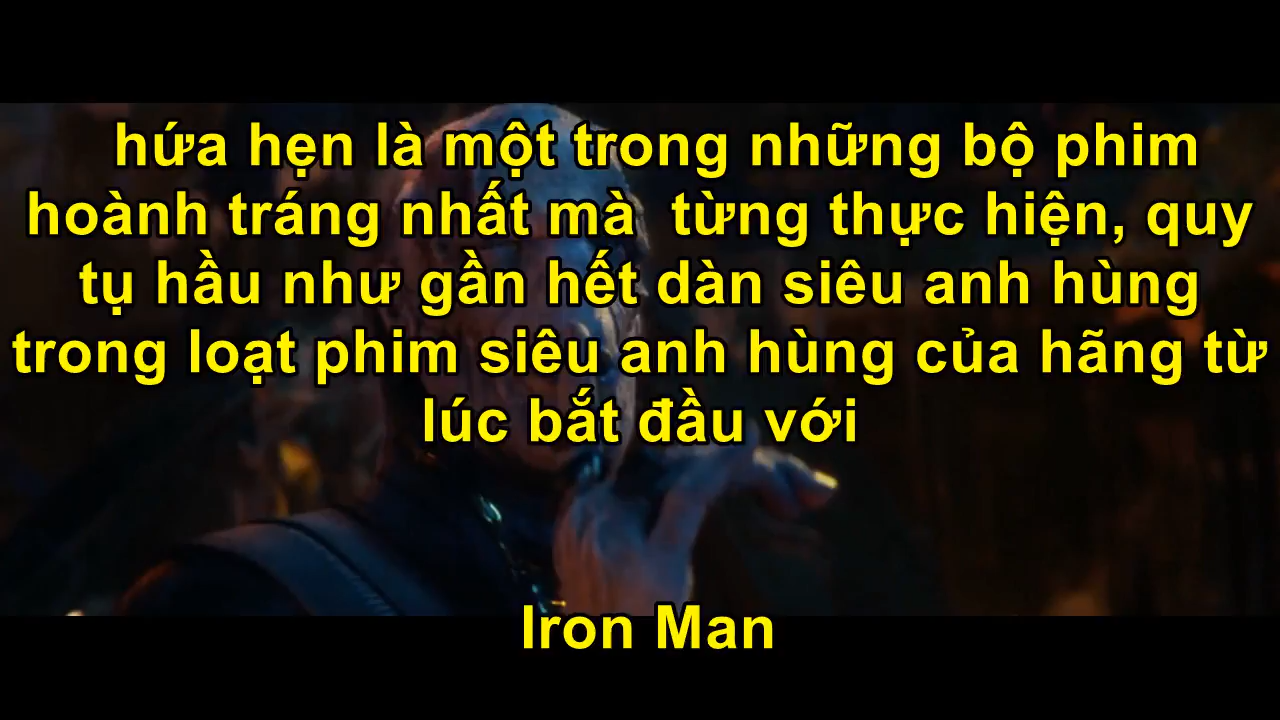 hứa hẹn là một trong những bộ phim
hoành tráng nhất mà từng thực hiện, quy
tụ hầu như gần hết dàn siêu anh hùng
trong loạt phim siêu anh hùng của hãng từ
lúc bắt đầu với
Iron Man